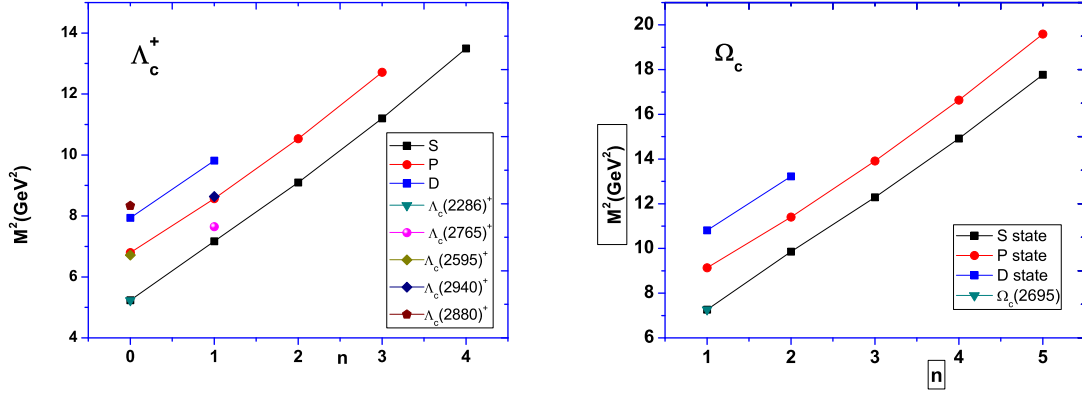 Λc+
M²(GeV²)
14
12
10
8
6
4
0
1
2
n
3
4
S
P
D
Λc(2286)+
Λc(2765)+
Λc(2595)+
Λc(2940)+
Λc(2880)+
Ωc
M²(GeV²)
20
18
16
14
12
10
8
6
1
2
3
4
5
n
S state
P state
D state
Ωc(2695)